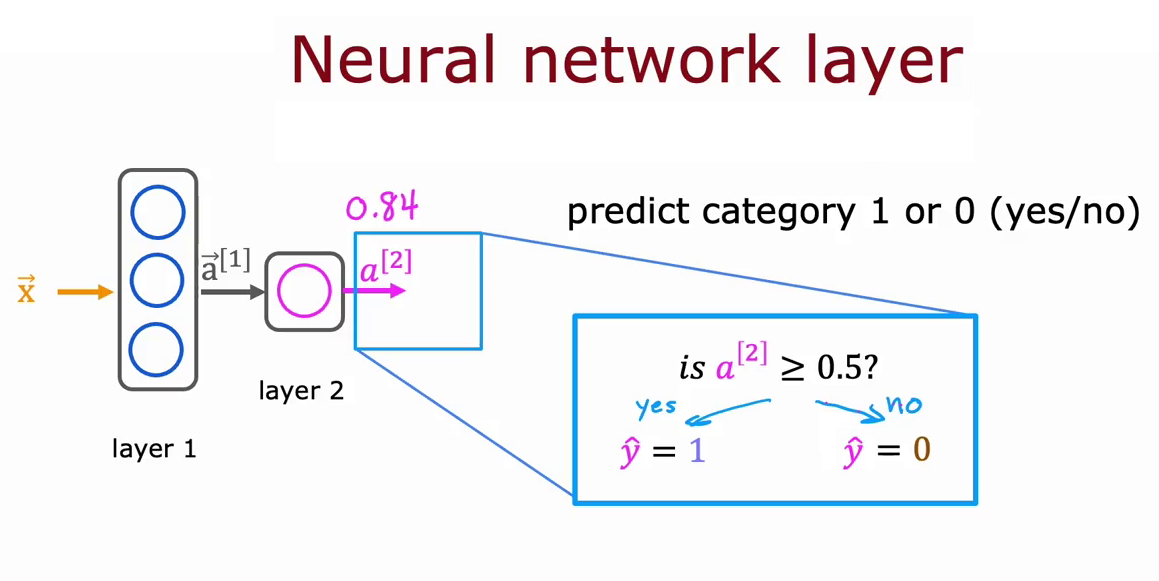 Neural network layer
0.84
predict category 1 or 0 (yes/no)
x⃗
a⃗[1]
a[2]
layer 1
layer 2
is a[2] ≥ 0.5?
yes
no
ŷ = 1
ŷ = 0